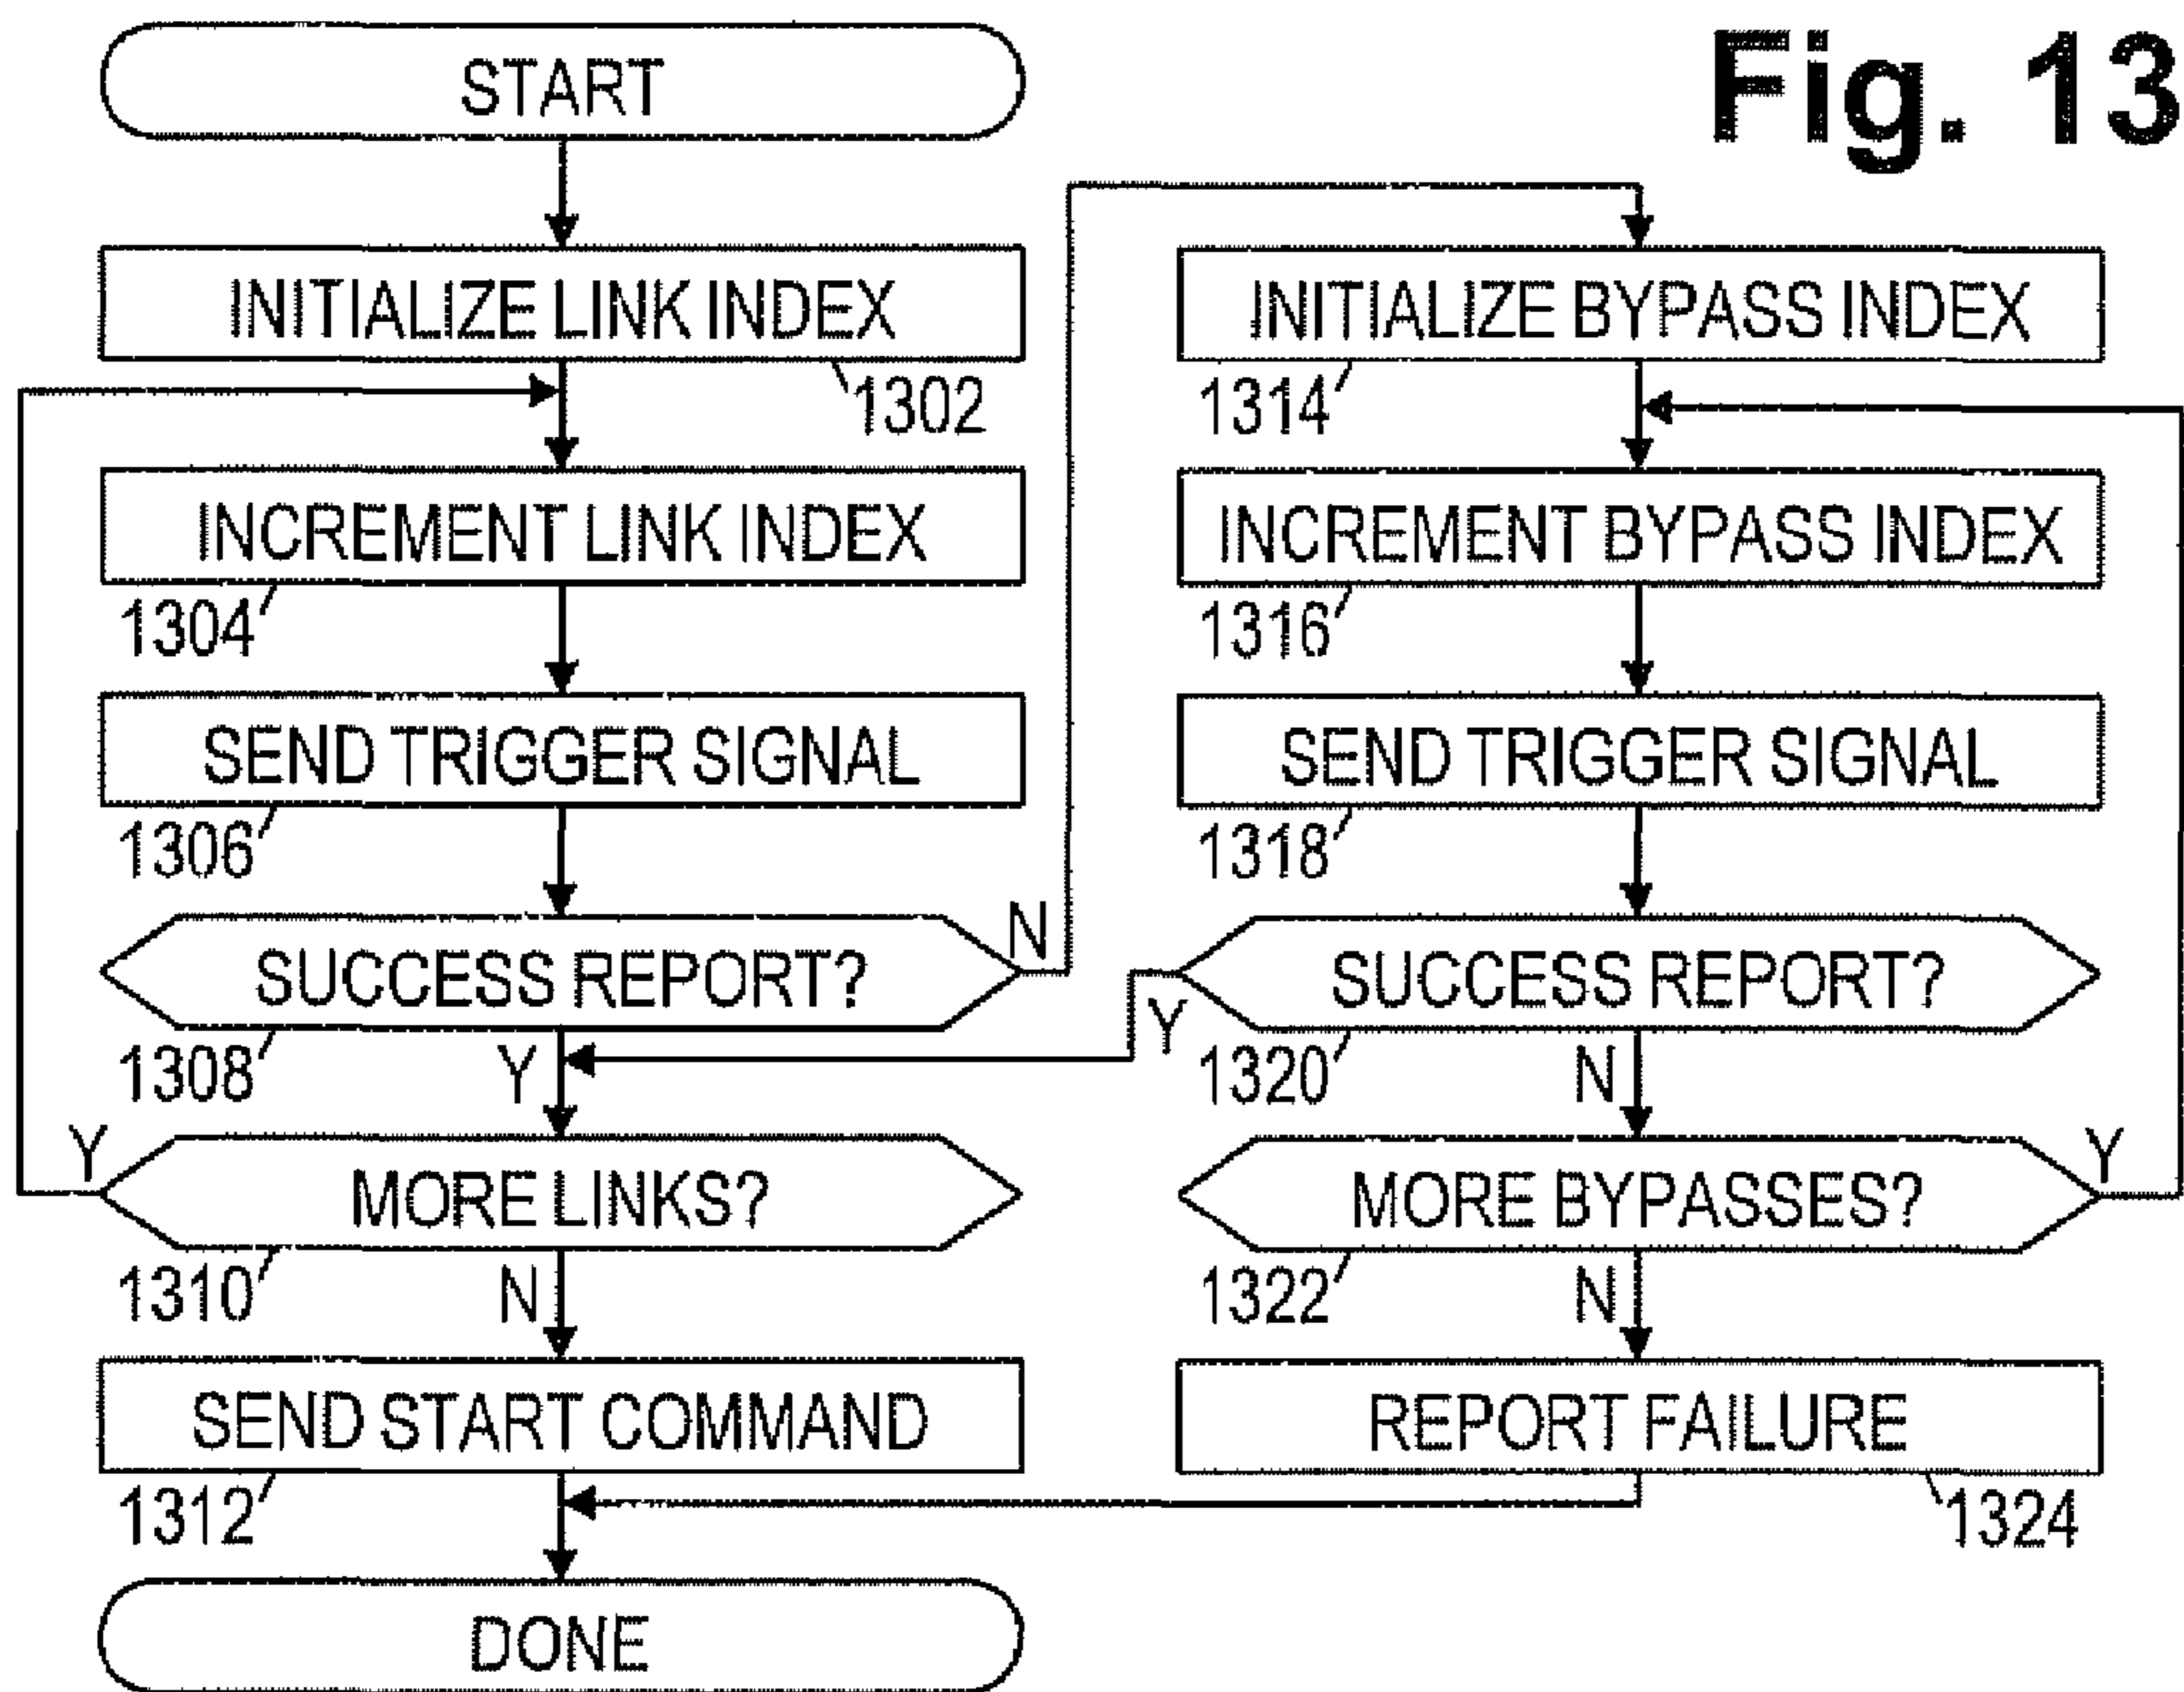 Fig. 13
START
INITIALIZE LINK INDEX
1302
INCREMENT LINK INDEX
1304
SEND TRIGGER SIGNAL
1306
SUCCESS REPORT?
N
1308
Y
Y
MORE LINKS?
1310
N
SEND START COMMAND
1312
DONE
INITIALIZE BYPASS INDEX
1314
INCREMENT BYPASS INDEX
1316
SEND TRIGGER SIGNAL
1318
SUCCESS REPORT?
Y
1320
N
MORE BYPASSES?
Y
1322
N
REPORT FAILURE
1324